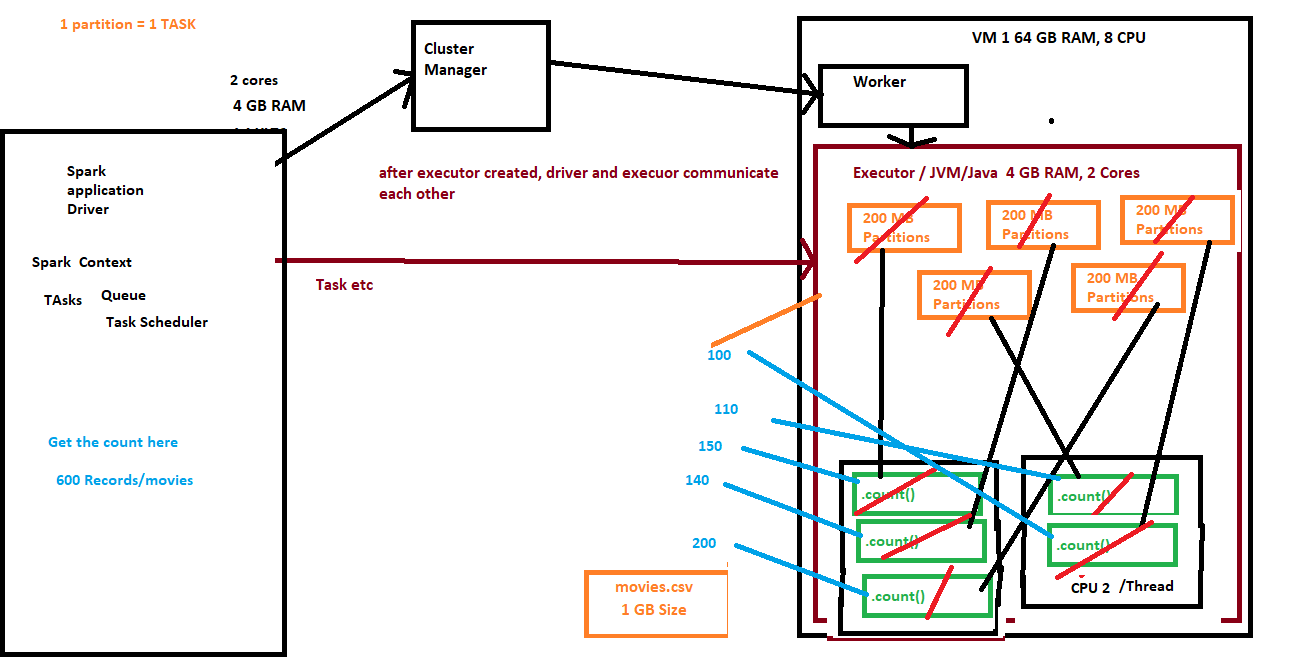 1 partition = 1 TASK
2 cores
4 GB RAM
Cluster
Manager
VM 1 64 GB RAM, 8 CPU
Worker
Spark
application
Driver
after executor created, driver and execuor communicate
each other
Executor / JVM/Java 4 GB RAM, 2 Cores
200 MB
Partitions
200 MB
Partitions
200 MB
Partitions
200 MB
Partitions
200 MB
Partitions
Spark Context
TAsks
Queue
Task Scheduler
Task etc
100
110
150
140
200
Get the count here
600 Records/movies
.count()
.count()
.count()
.count()
.count()
CPU 2 /Thread
movies.csv
1 GB Size